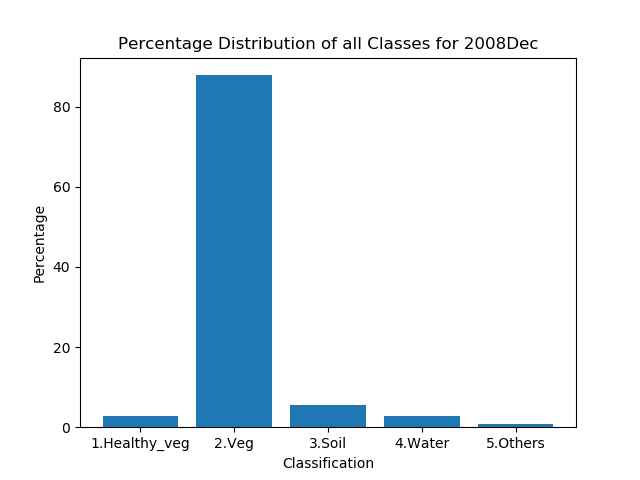 Percentage Distribution of all Classes for 2008Dec
80
60
40
20
0
Percentage
1.Healthy_veg 2.Veg 3.Soil 4.Water 5.Others
Classification